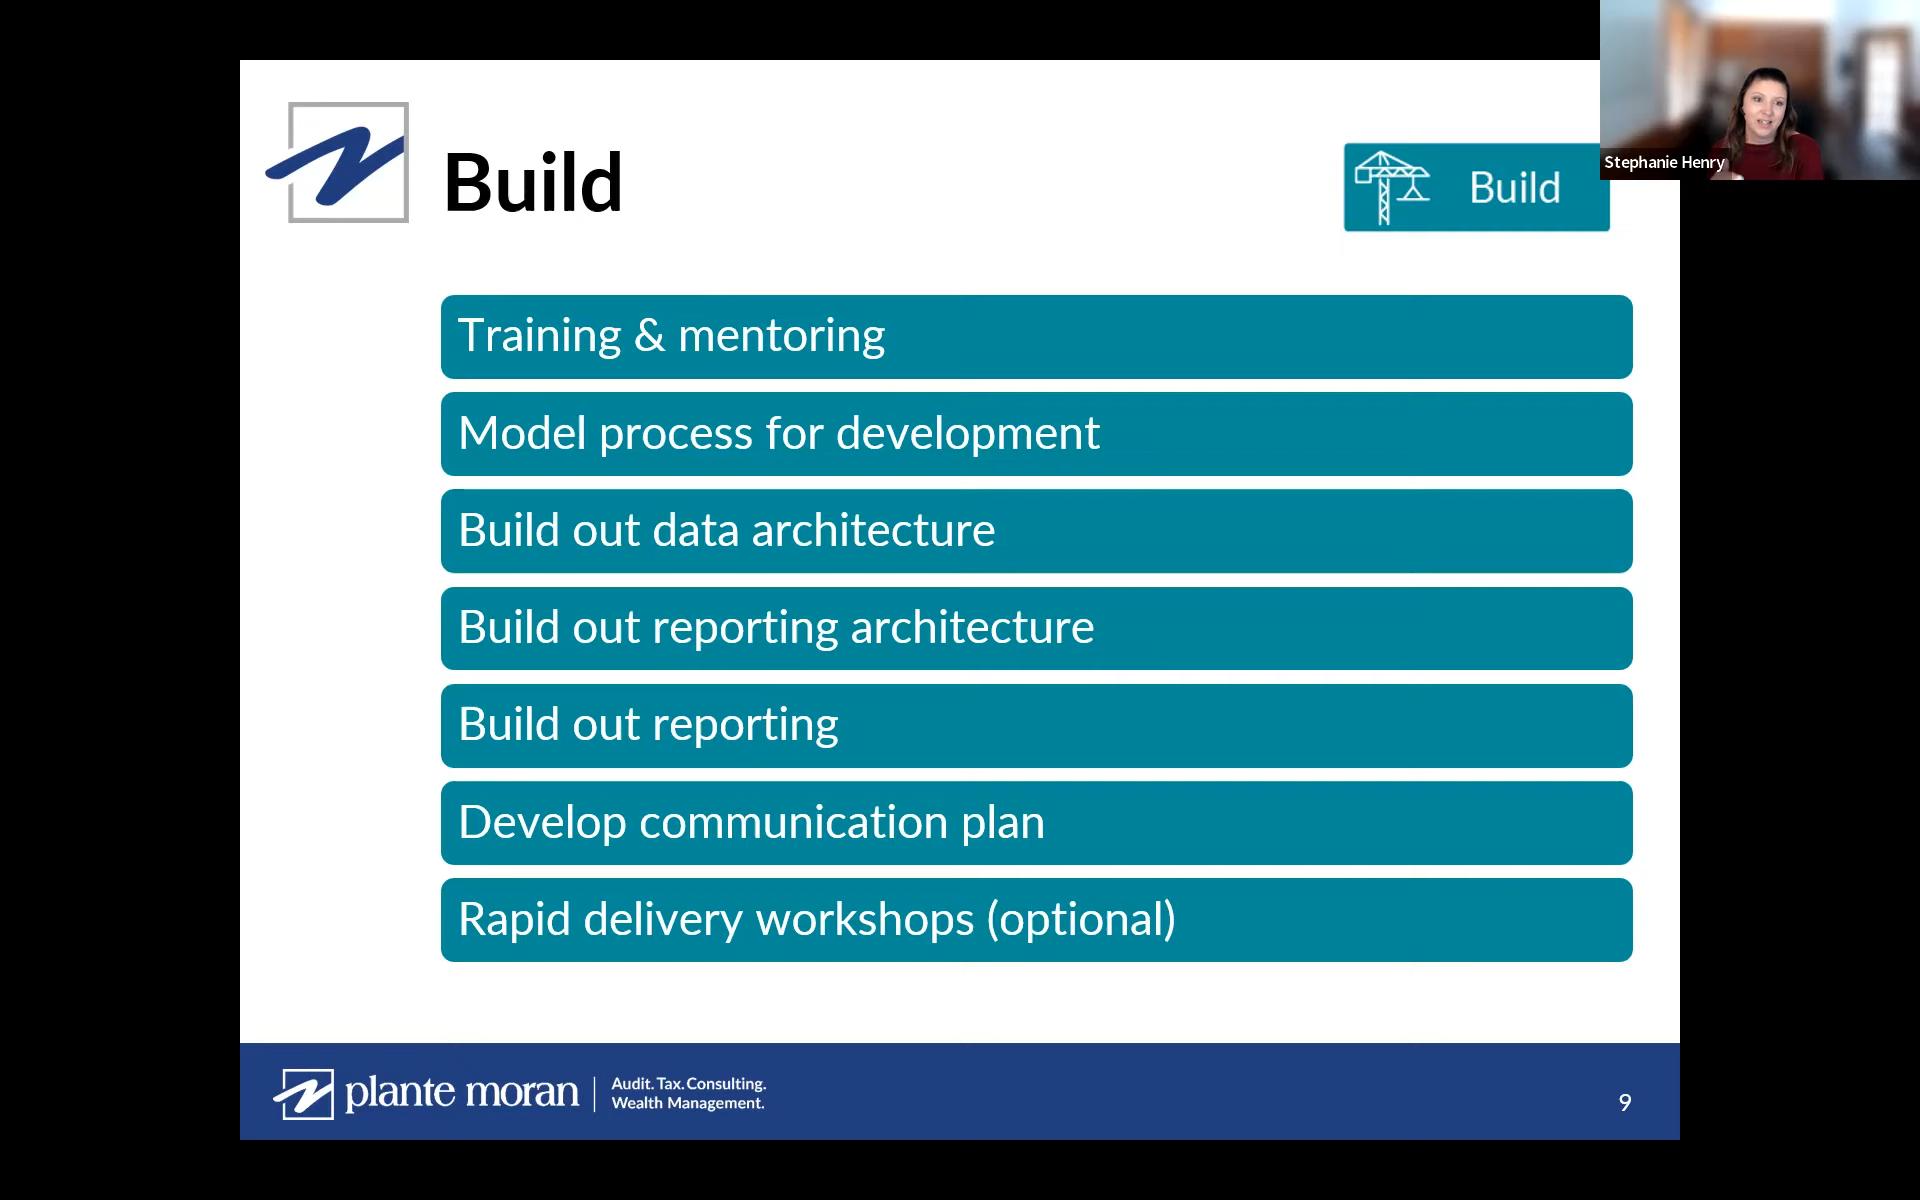 Build
Build
Stephanie Henry
Training & mentoring
Model process for development
Build out data architecture
Build out reporting architecture
Build out reporting
Develop communication plan
Rapid delivery workshops (optional)
plante moran
Audit. Tax. Consulting.
Wealth Management.
9